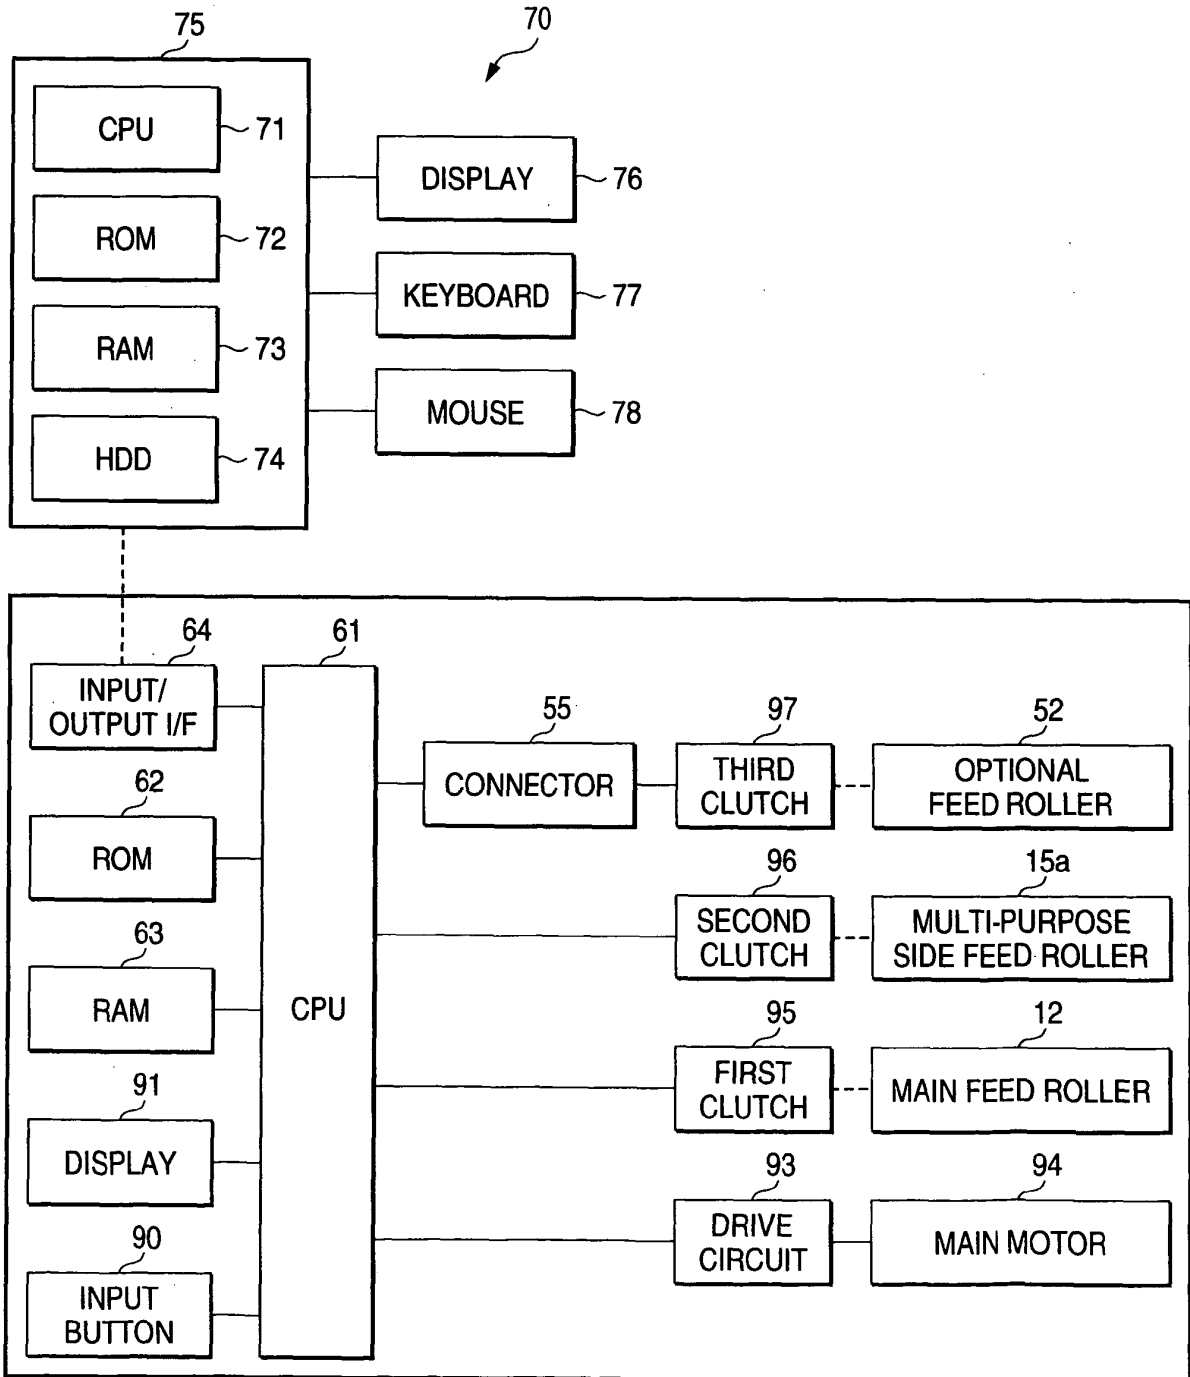 75
70
CPU
71
DISPLAY
76
ROM
72
KEYBOARD
77
RAM
73
MOUSE
78
HDD
74
64
61
INPUT/
OUTPUT I/F
55
97
52
CONNECTOR
THIRD
CLUTCH
OPTIONAL
FEED ROLLER
62
ROM
96
15a
SECOND
CLUTCH
MULTI-PURPOSE
SIDE FEED ROLLER
63
RAM
CPU
95
12
FIRST
CLUTCH
MAIN FEED ROLLER
91
DISPLAY
93
94
DRIVE
CIRCUIT
MAIN MOTOR
90
INPUT
BUTTON